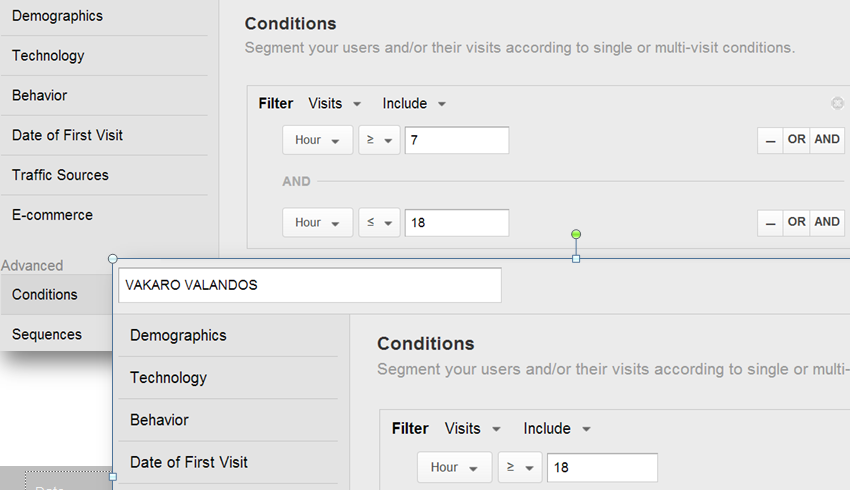 Demographics
Technology
Behavior
Date of First Visit
Traffic Sources
E-commerce
Advanced
Conditions
Sequences
Conditions
Segment your users and/or their visits according to single or multi-visit conditions.
Filter Visits Include
Hour ≥ 7 – OR AND
AND
Hour ≤ 18 – OR AND
VAKARO VALANDOS
Demographics
Technology
Behavior
Date of First Visit
Conditions
Segment your users and/or their visits according to single or multi-
Filter Visits Include
Hour ≥ 18